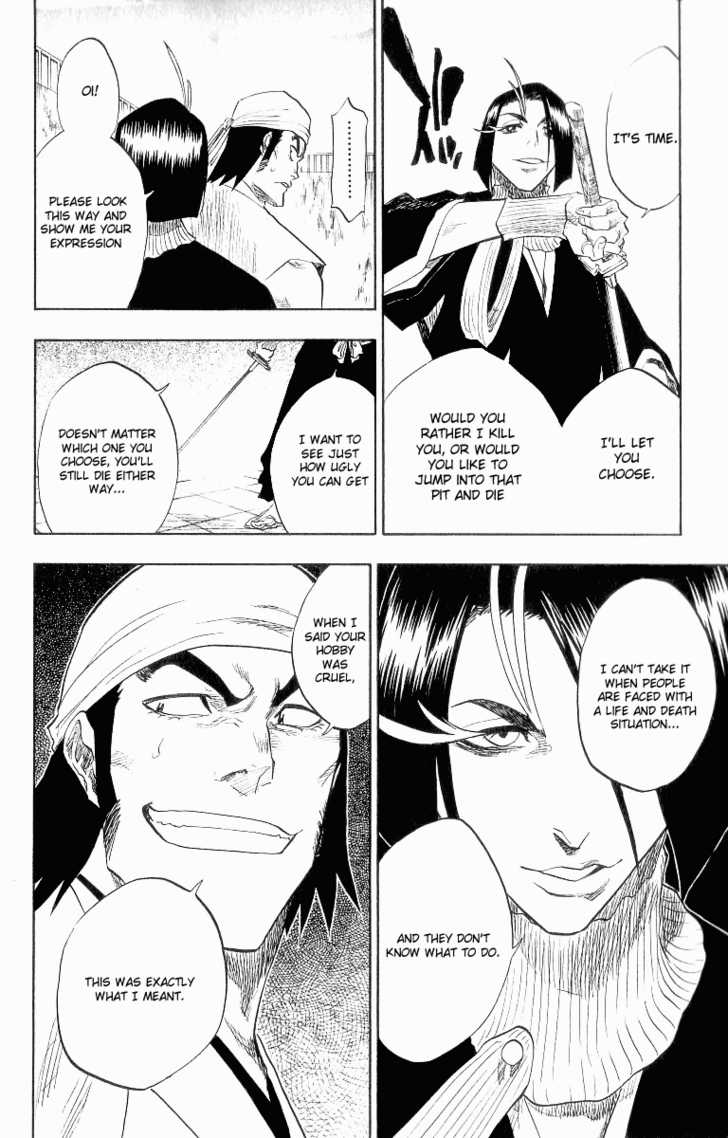 IT'S TIME.
I'LL LET
YOU
CHOOSE.
WOULD YOU
RATHER I KILL
YOU, OR WOULD
YOU LIKE TO
JUMP INTO THAT
PIT AND DIE
.........
OI!
PLEASE LOOK
THIS WAY AND
SHOW ME YOUR
EXPRESSION
I WANT TO
SEE JUST
HOW UGLY
YOU CAN GET
DOESN'T MATTER
WHICH ONE YOU
CHOOSE, YOU'LL
STILL DIE EITHER
WAY...
I CAN'T TAKE IT
WHEN PEOPLE
ARE FACED WITH
A LIFE AND DEATH
SITUATION...
AND THEY DON'T
KNOW WHAT TO DO.
WHEN I
SAID YOUR
HOBBY
WAS
CRUEL,
THIS WAS EXACTLY
WHAT I MEANT.